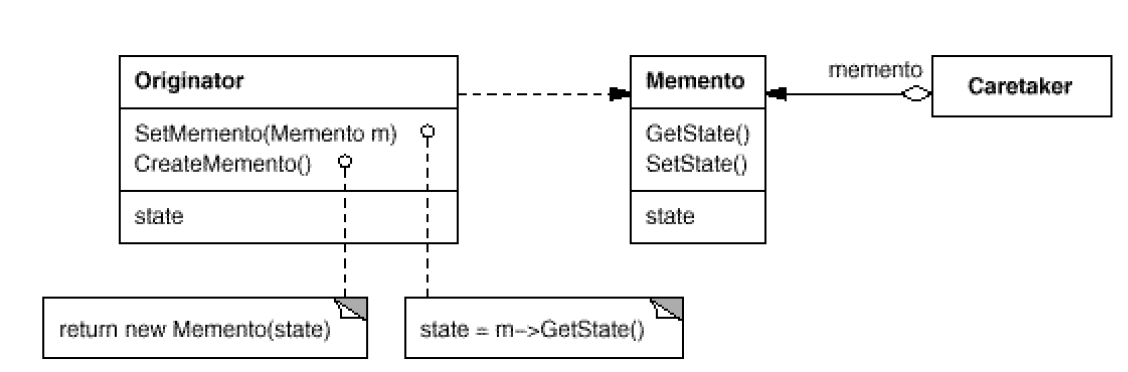 Originator
SetMemento(Memento m)
CreateMemento()
state
return new Memento(state)
state = m->GetState()
Memento
GetState()
SetState()
state
memento
Caretaker